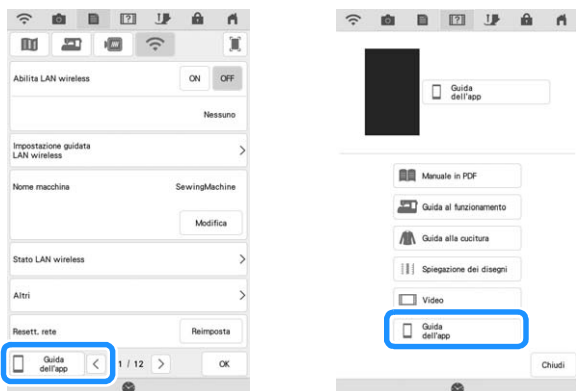 Abilita LAN wireless
ON
OFF
Nessuno
Impostazione guidata
LAN wireless
Nome macchina
SewingMachine
Modifica
Stato LAN wireless
Altri
Resett. rete
Reimposta
Guida
dell'app
1 / 12
OK
Guida
dell'app
Manuale in PDF
Guida al funzionamento
Guida alla cucitura
Spiegazione dei disegni
Video
Guida
dell'app
Chiudi